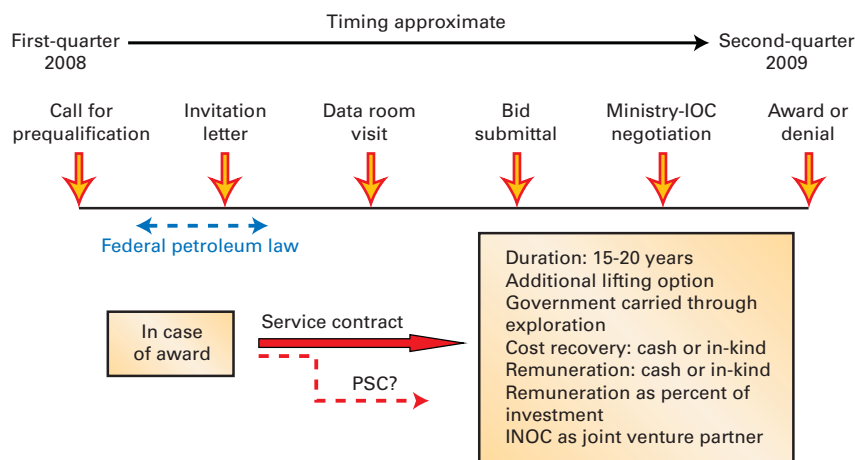 Timing approximate
First-quarter
2008
Second-quarter
2009
Call for
prequalification
Invitation
letter
Data room
visit
Bid
submittal
Ministry-IOC
negotiation
Award or
denial
Federal petroleum law
In case
of award
Service contract
PSC?
Duration: 15-20 years
Additional lifting option
Government carried through
exploration
Cost recovery: cash or in-kind
Remuneration: cash or in-kind
Remuneration as percent of
investment
INOC as joint venture partner